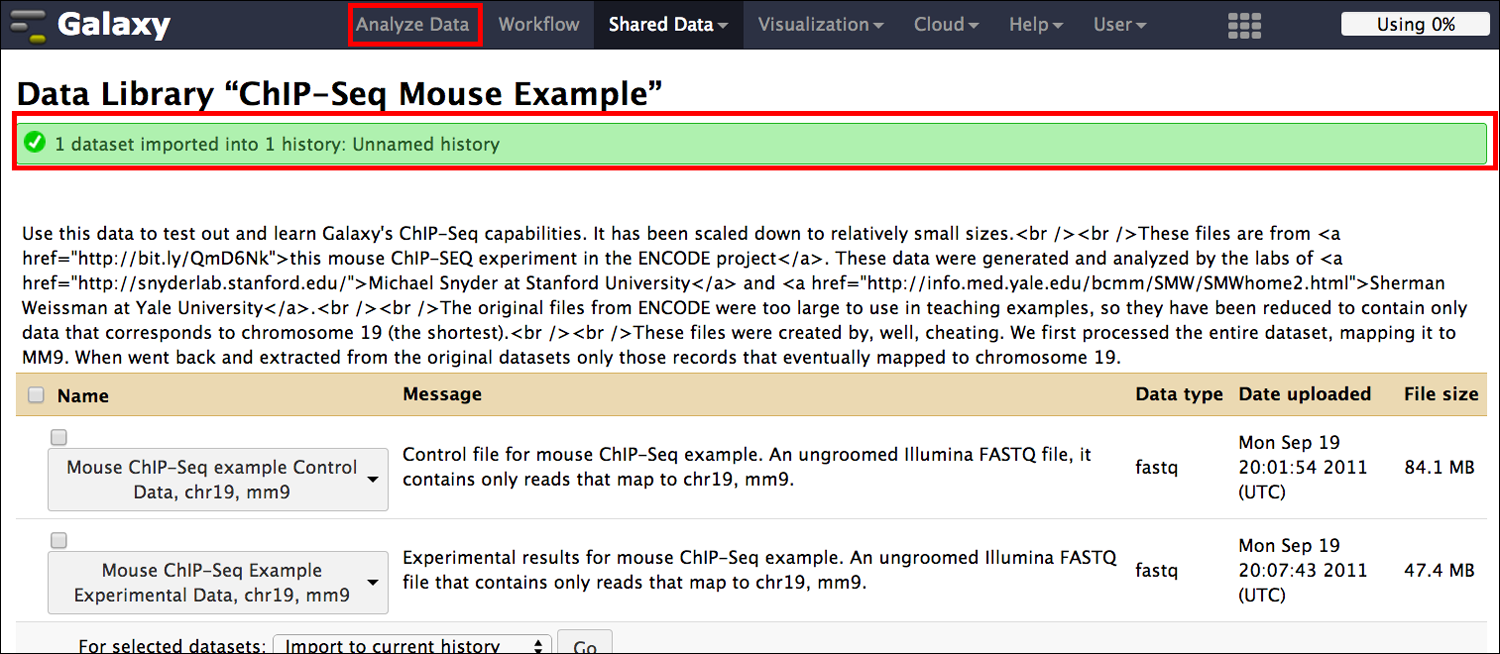 Galaxy Analyze Data Workflow Shared Data Visualization Cloud Help User Using 0%
Data Library “ChIP-Seq Mouse Example”
1 dataset imported into 1 history: Unnamed history
Use this data to test out and learn Galaxy's ChIP-Seq capabilities. It has been scaled down to relatively small sizes.<br /><br />These files are from <a
href="http://bit.ly/QmD6Nk">this mouse ChIP-SEQ experiment in the ENCODE project</a>. These data were generated and analyzed by the labs of <a
href="http://snyderlab.stanford.edu/">Michael Snyder at Stanford University</a> and <a href="http://info.med.yale.edu/bcmm/SMW/SMWhome2.html">Sherman
Weissman at Yale University</a>.<br /><br />The original files from ENCODE were too large to use in teaching examples, so they have been reduced to contain only
data that corresponds to chromosome 19 (the shortest).<br /><br />These files were created by, well, cheating. We first processed the entire dataset, mapping it to
MM9. When went back and extracted from the original datasets only those records that eventually mapped to chromosome 19.
Name Message Data type Date uploaded File size
Mouse ChIP-Seq example Control
Data, chr19, mm9
Control file for mouse ChIP-Seq example. An ungroomed Illumina FASTQ file, it
contains only reads that map to chr19, mm9.
fastq
Mon Sep 19
20:01:54 2011
(UTC)
84.1 MB
Mouse ChIP-Seq Example
Experimental Data, chr19, mm9
Experimental results for mouse ChIP-Seq example. An ungroomed Illumina FASTQ
file that contains only reads that map to chr19, mm9.
fastq
Mon Sep 19
20:07:43 2011
(UTC)
47.4 MB
For selected datasets: Import to current history Go